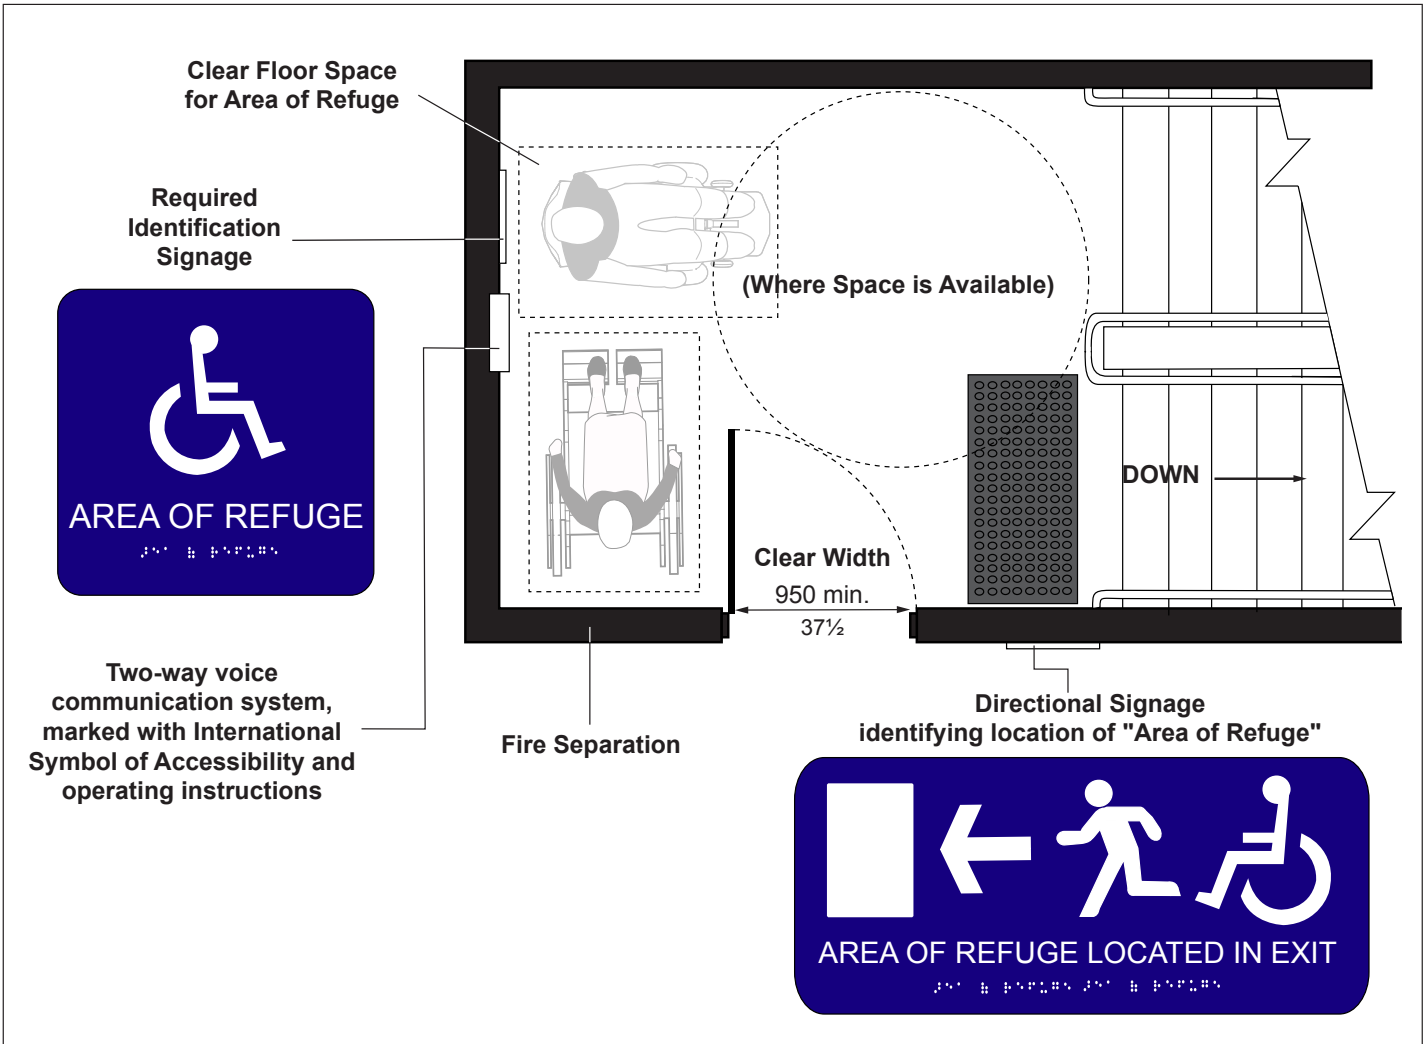 Clear Floor Space
for Area of Refuge
Required
Identification
Signage
(Where Space is Available)
AREA OF REFUGE
DOWN
Clear Width
950 min.
37½
Two-way voice
communication system,
marked with International
Symbol of Accessibility and
operating instructions
Fire Separation
Directional Signage
identifying location of "Area of Refuge"
AREA OF REFUGE LOCATED IN EXIT